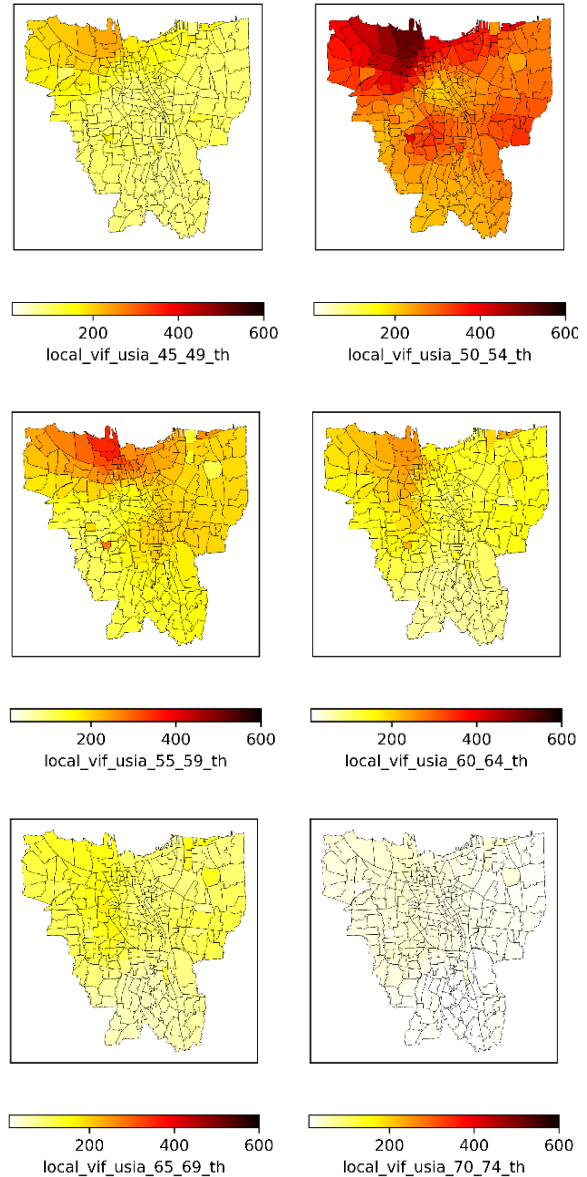 200 400 600
local_vif_usia_45_49_th
200 400 600
local_vif_usia_50_54_th
200 400 600
local_vif_usia_55_59_th
200 400 600
local_vif_usia_60_64_th
200 400 600
local_vif_usia_65_69_th
200 400 600
local_vif_usia_70_74_th